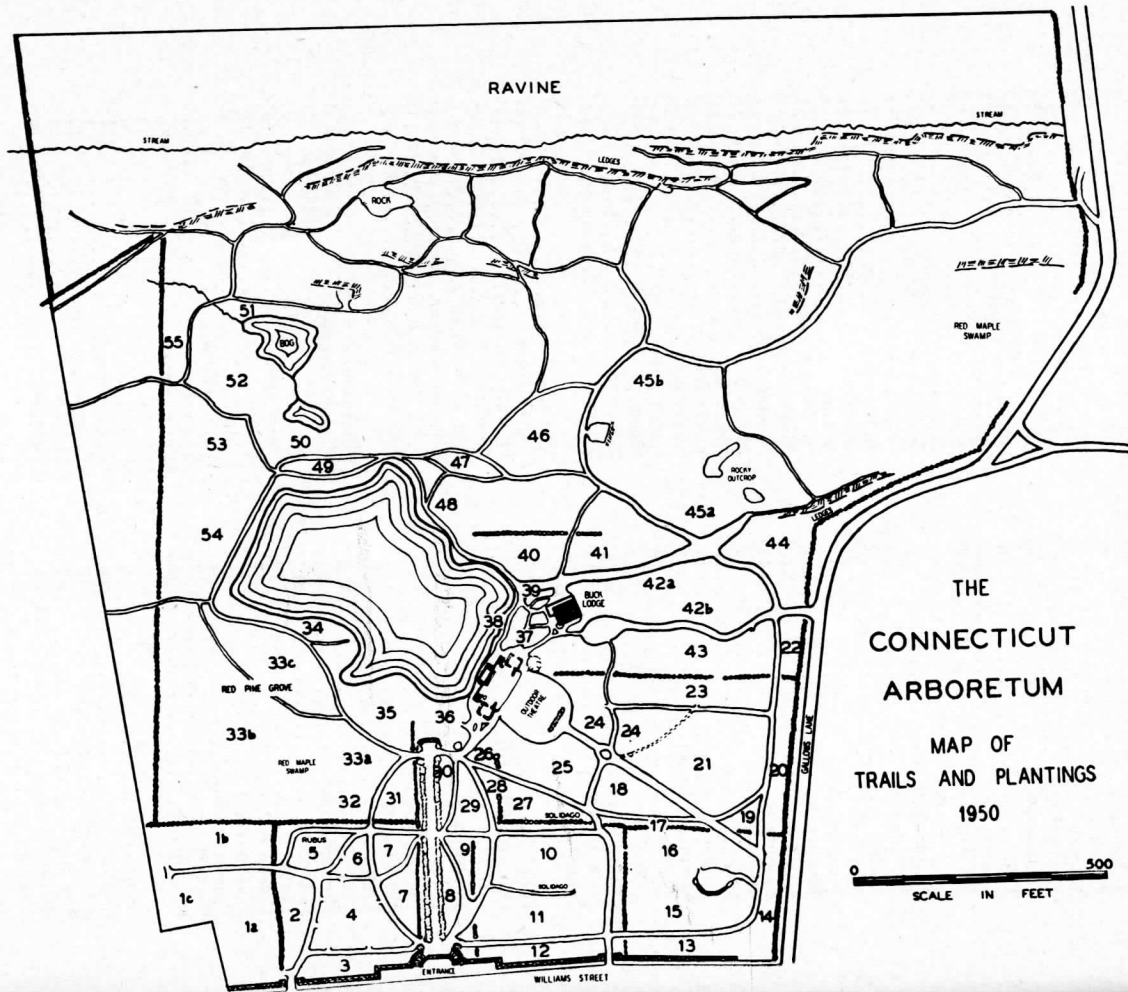 RAVINE
STREAM
STREAM
LEDGES
ROCK
RED MAPLE
SWAMP
51
BOG
55
52
45b
53
50
46
49
47
ROCKY
OUTCROP
48
45a
LEDGES
54
40
41
44
39
BUCK
LODGE
42a
42b
38
37
34
43
22
33c
RED PINE GROVE
23
35
36
OUTDOOR
THEATRE
24
24
33b
RED MAPLE
SWAMP
33a
26
25
21
20
GALLOWS LANE
30
31
28
29
27
18
32
SOLIDAGO
19
17
1b
RUBUS
5
6
7
9
10
16
1c
2
4
7
8
SOLIDAGO
11
15
14
1a
12
13
3
ENTRANCE
WILLIAMS STREET
THE
CONNECTICUT
ARBORETUM
MAP OF
TRAILS AND PLANTINGS
1950
0 500
SCALE IN FEET